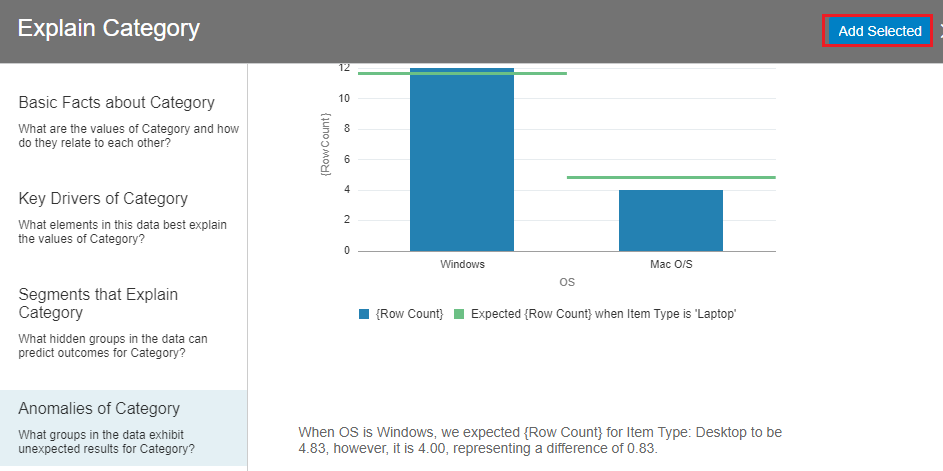 Explain Category
Add Selected
Basic Facts about Category
What are the values of Category and how
do they relate to each other?
Key Drivers of Category
What elements in this data best explain
the values of Category?
Segments that Explain
Category
What hidden groups in the data can
predict outcomes for Category?
Anomalies of Category
What groups in the data exhibit
unexpected results for Category?
{RowCount}
12
10
8
6
4
2
0
Windows
Mac O/S
OS
{Row Count}
Expected {Row Count} when Item Type is 'Laptop'
When OS is Windows, we expected {Row Count} for Item Type: Desktop to be
4.83, however, it is 4.00, representing a difference of 0.83.